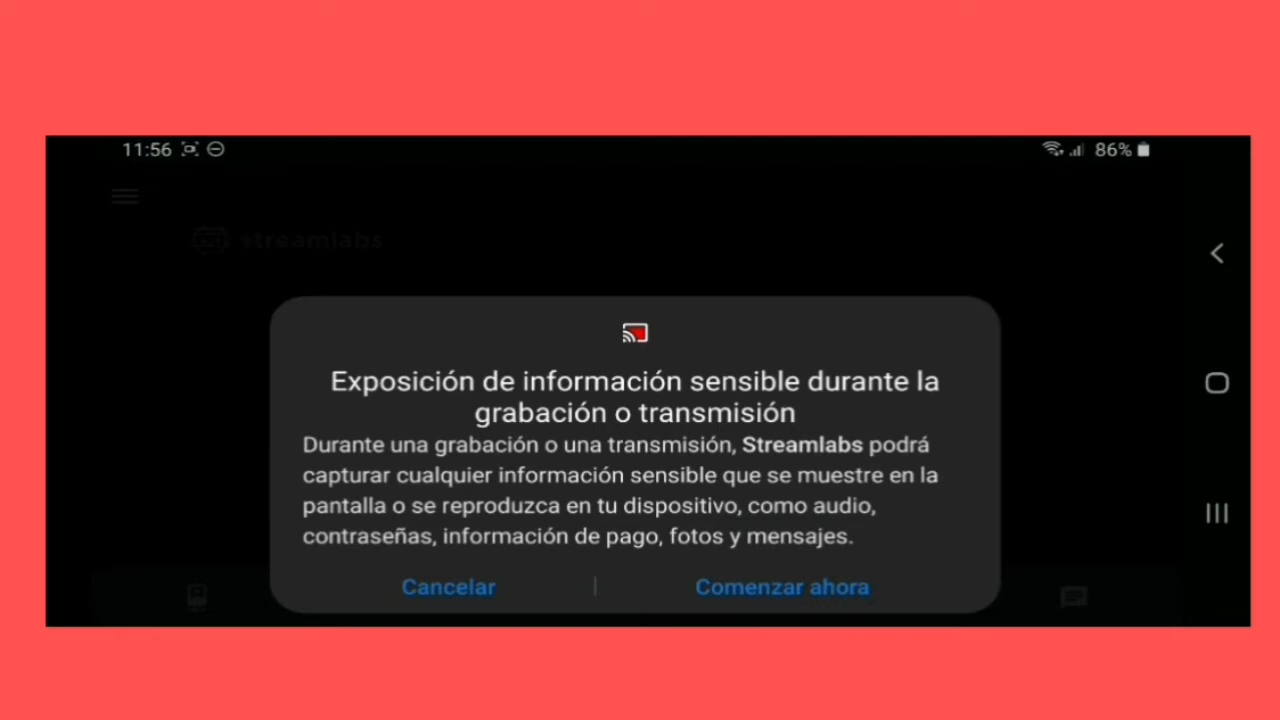 11:56
86%
streamlabs
Exposición de información sensible durante la
grabación o transmisión
Durante una grabación o una transmisión, Streamlabs podrá
capturar cualquier información sensible que se muestre en la
pantalla o se reproduzca en tu dispositivo, como audio,
contraseñas, información de pago, fotos y mensajes.
Cancelar | Comenzar ahora